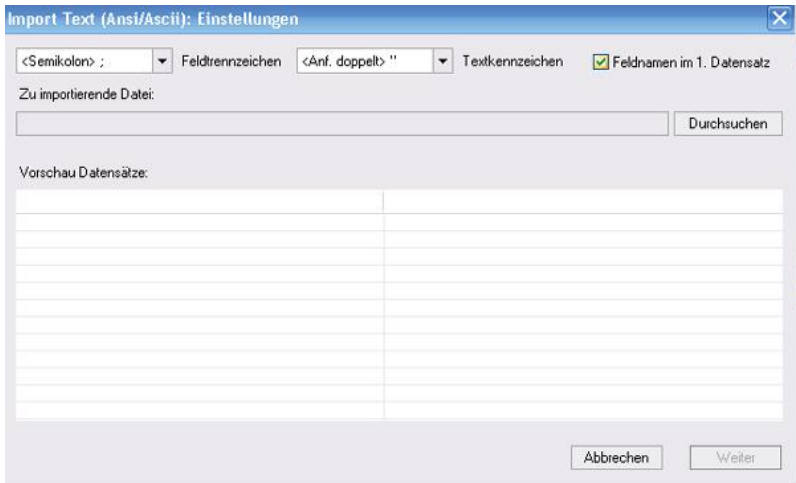 Import Text (Ansi/Ascii): Einstellungen
<Semikolon> ; Feldtrennzeichen <Anf. doppelt> " Textkennzeichen Feldnamen im 1. Datensatz
Zu importierende Datei:
Durchsuchen
Vorschau Datensätze:
Abbrechen Weiter